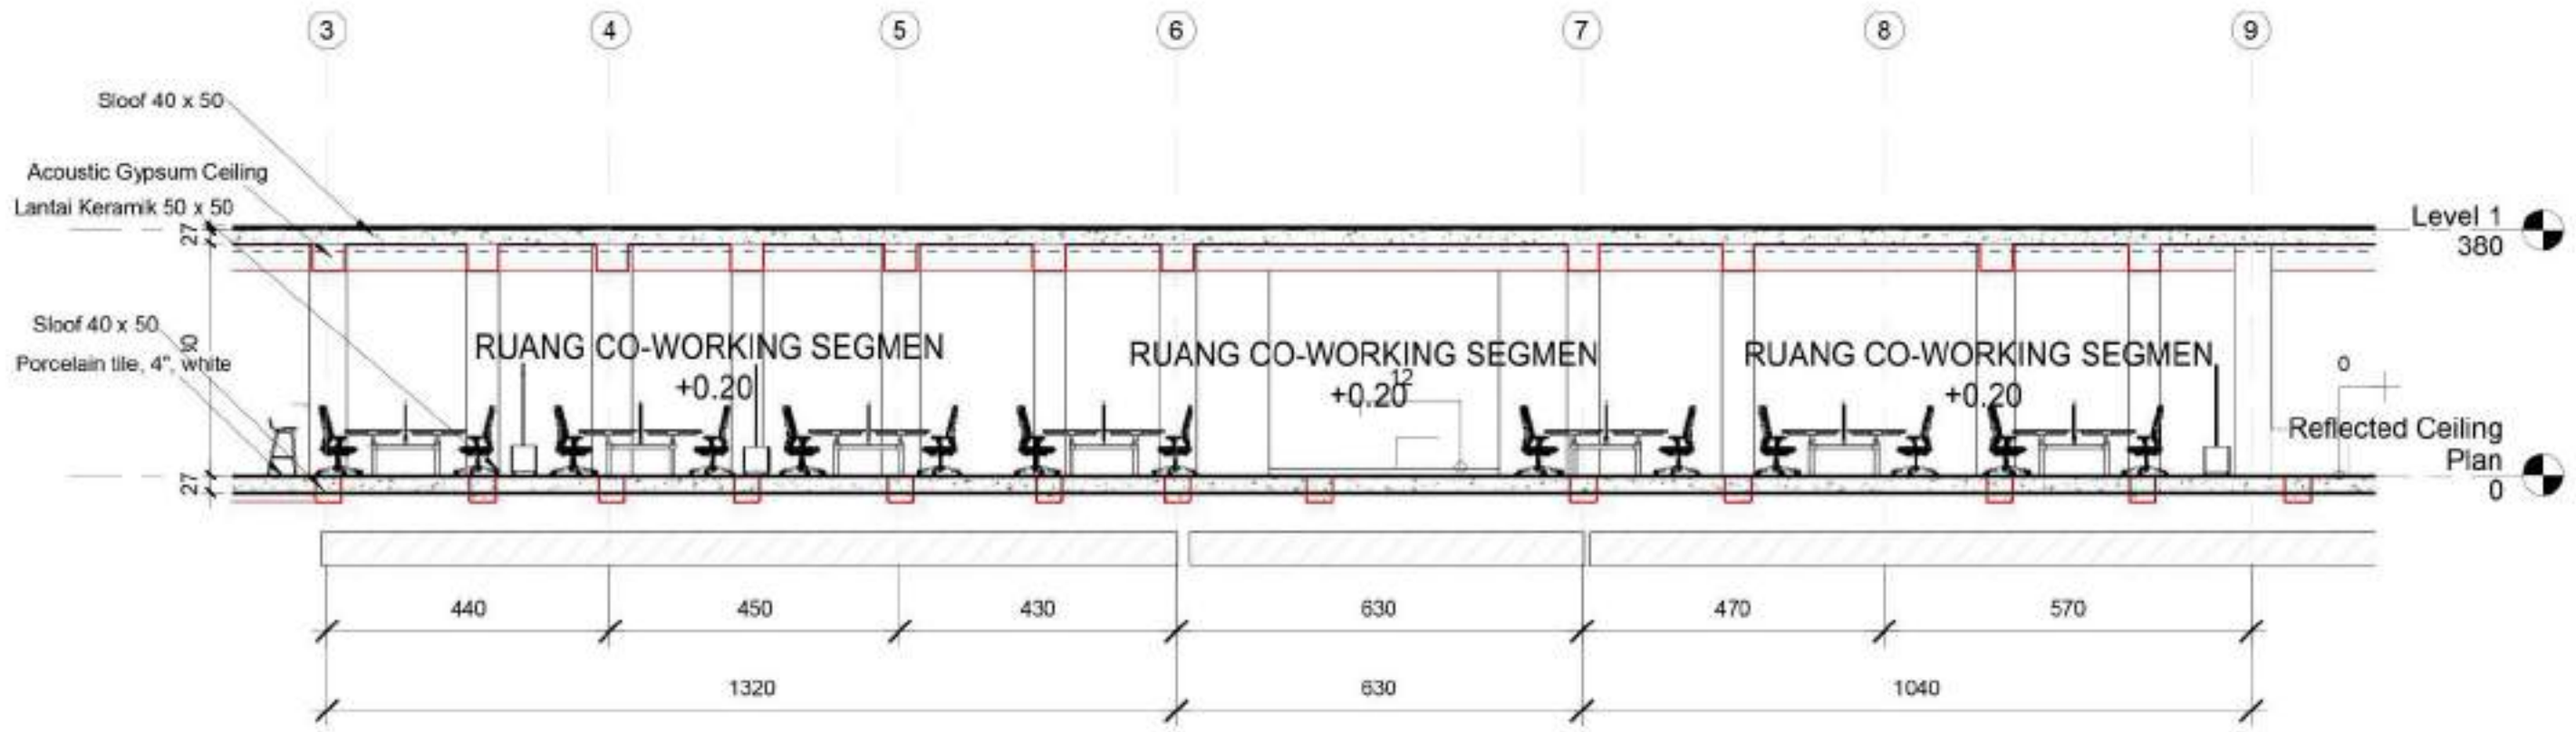 3 4 5 6 7 8 9
Sloof 40 x 50
Acoustic Gypsum Ceiling
Lantai Keramik 50 x 50
27
Level 1
380
Sloof 40 x 50
Porcelain tile, 4", white
RUANG CO-WORKING SEGMEN
+0.20
RUANG CO-WORKING SEGMEN
+0.20
12
RUANG CO-WORKING SEGMEN
+0.20
0
Reflected Ceiling
Plan
0
27
440 450 430 630 470 570
1320 630 1040